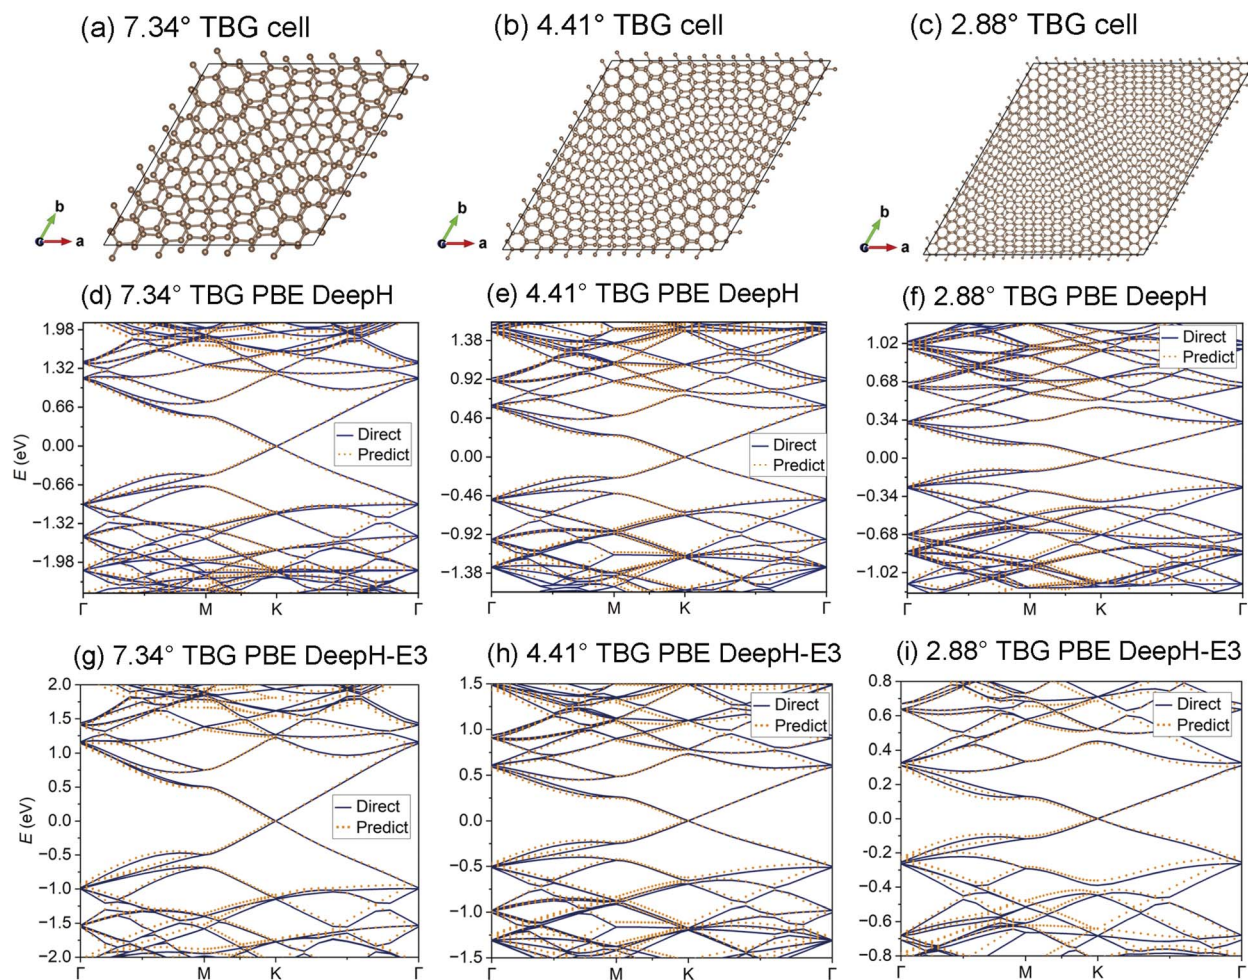 (a) 7.34° TBG cell
(b) 4.41° TBG cell
(c) 2.88° TBG cell
b
a
b
a
b
a
(d) 7.34° TBG PBE DeepH
(e) 4.41° TBG PBE DeepH
(f) 2.88° TBG PBE DeepH
E (eV)
1.98
1.32
0.66
0.00
−0.66
−1.32
−1.98
Direct
Predict
Γ M K Γ
1.38
0.92
0.46
0.00
−0.46
−0.92
−1.38
Direct
Predict
Γ M K Γ
1.02
0.68
0.34
0.00
−0.34
−0.68
−1.02
Direct
Predict
Γ M K Γ
(g) 7.34° TBG PBE DeepH-E3
(h) 4.41° TBG PBE DeepH-E3
(i) 2.88° TBG PBE DeepH-E3
E (eV)
2.0
1.5
1.0
0.5
0.0
−0.5
−1.0
−1.5
−2.0
Direct
Predict
Γ M K Γ
1.5
1.0
0.5
0.0
−0.5
−1.0
−1.5
Direct
Predict
Γ M K Γ
0.8
0.6
0.4
0.2
0.0
−0.2
−0.4
−0.6
−0.8
Direct
Predict
Γ M K Γ